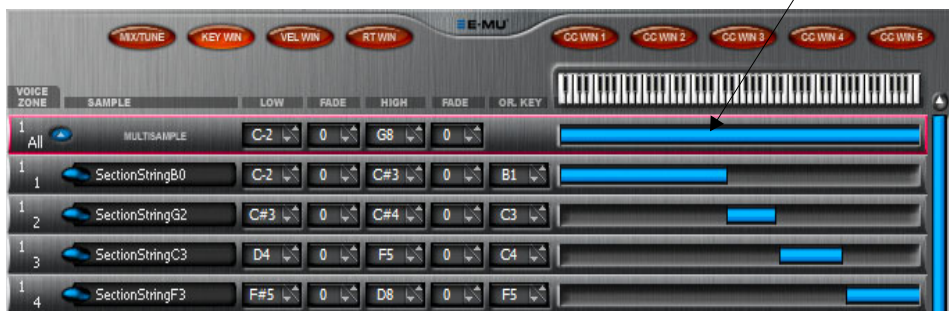 E-MU
MIX/TUNE KEY WIN VEL WIN RT WIN CC WIN 1 CC WIN 2 CC WIN 3 CC WIN 4 CC WIN 5
VOICE
ZONE SAMPLE LOW FADE HIGH FADE OR. KEY
1
All MULTISAMPLE C-2 0 G8 0
1
1 SectionStringB0 C-2 0 C#3 0 B1
1
2 SectionStringG2 C#3 0 C#4 0 C3
1
3 SectionStringC3 D4 0 F5 0 C4
1
4 SectionStringF3 F#5 0 D8 0 F5